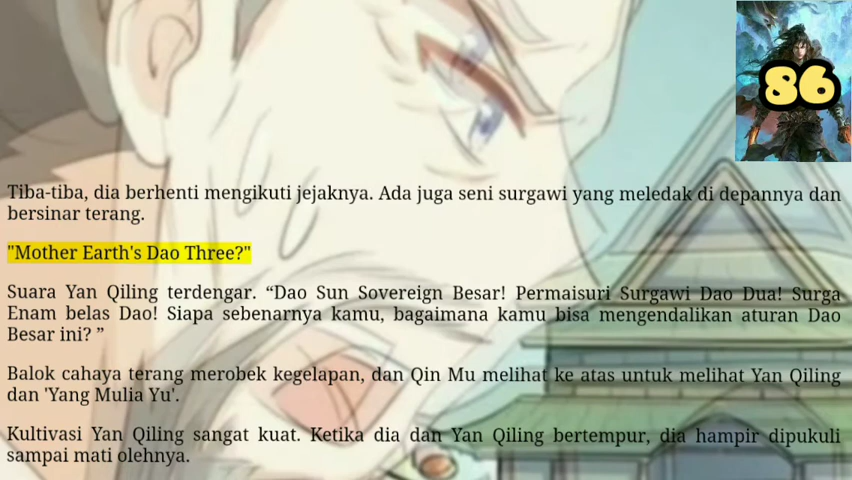 86
Tiba-tiba, dia berhenti mengikuti jejaknya. Ada juga seni surgawi yang meledak di depannya dan
bersinar terang.
"Mother Earth's Dao Three?"
Suara Yan Qiling terdengar. “Dao Sun Sovereign Besar! Permaisuri Surgawi Dao Dua! Surga
Enam belas Dao! Siapa sebenarnya kamu, bagaimana kamu bisa mengendalikan aturan Dao
Besar ini? ”
Balok cahaya terang merobek kegelapan, dan Qin Mu melihat ke atas untuk melihat Yan Qiling
dan 'Yang Mulia Yu'.
Kultivasi Yan Qiling sangat kuat. Ketika dia dan Yan Qiling bertempur, dia hampir dipukuli
sampai mati olehnya.